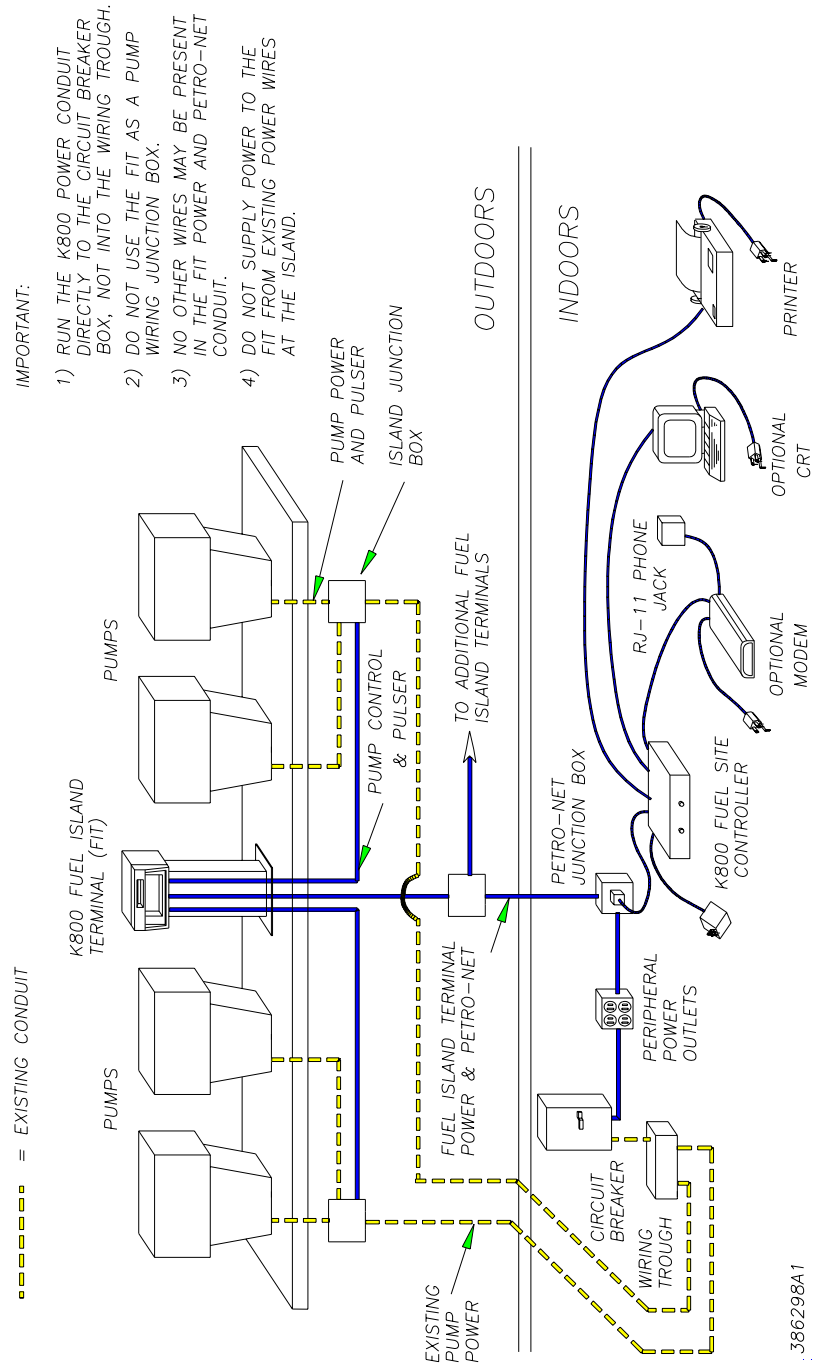 = EXISTING CONDUIT
IMPORTANT:
1) RUN THE K800 POWER CONDUIT
DIRECTLY TO THE CIRCUIT BREAKER
BOX, NOT INTO THE WIRING TROUGH.
2) DO NOT USE THE FIT AS A PUMP
WIRING JUNCTION BOX.
3) NO OTHER WIRES MAY BE PRESENT
IN THE FIT POWER AND PETRO-NET
CONDUIT.
4) DO NOT SUPPLY POWER TO THE
FIT FROM EXISTING POWER WIRES
AT THE ISLAND.
PUMPS
K800 FUEL ISLAND
TERMINAL (FIT)
PUMPS
PUMP POWER
AND PULSER
ISLAND JUNCTION
BOX
PUMP CONTROL
& PULSER
TO ADDITIONAL FUEL
ISLAND TERMINALS
EXISTING
PUMP
POWER
FUEL ISLAND TERMINAL
POWER & PETRO-NET
OUTDOORS
INDOORS
PETRO-NET
JUNCTION BOX
CIRCUIT
BREAKER
WIRING
TROUGH
PERIPHERAL
POWER
OUTLETS
K800 FUEL SITE
CONTROLLER
RJ-11 PHONE
JACK
OPTIONAL
MODEM
OPTIONAL
CRT
PRINTER
386298A1